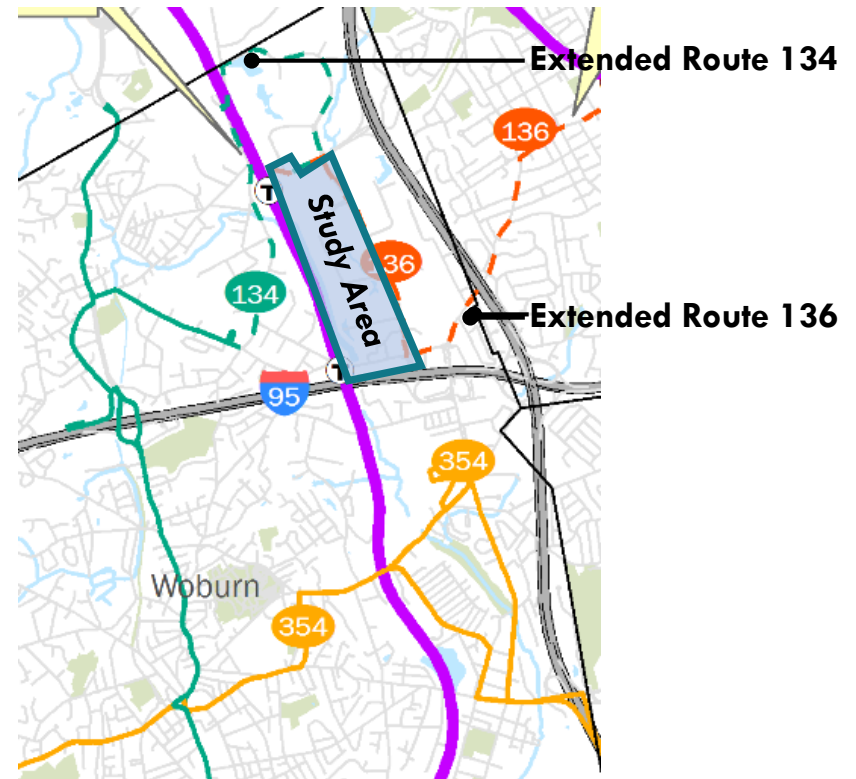 Extended Route 134
136
T
Study Area
36
134
Extended Route 136
T
95
354
Woburn
354